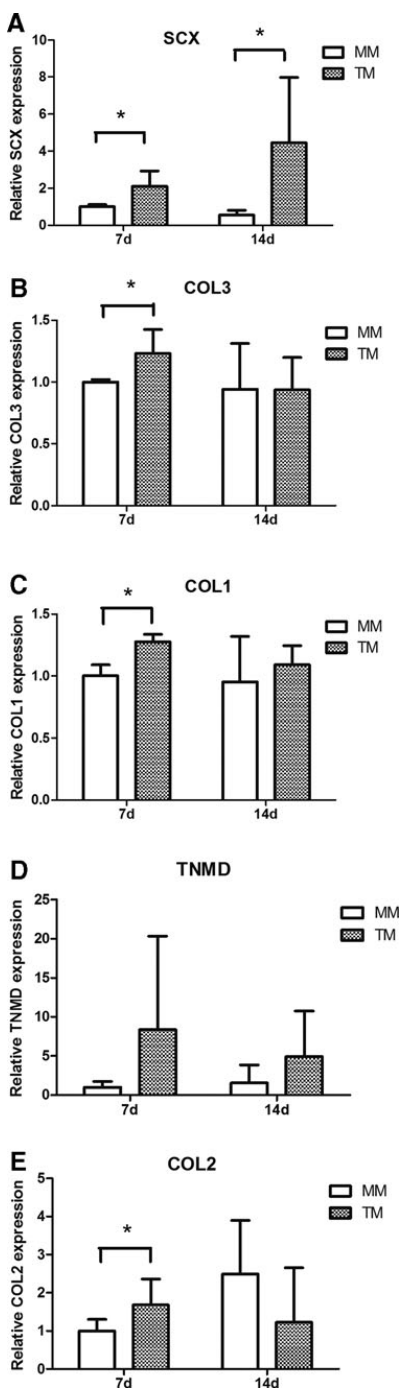 A
SCX
Relative SCX expression
10
8
6
4
2
0
*
*
7d
14d
MM
TM
B
COL3
Relative COL3 expression
1.5
1.0
0.5
0.0
*
7d
14d
MM
TM
C
COL1
Relative COL1 expression
1.5
1.0
0.5
0.0
*
7d
14d
MM
TM
D
TNMD
Relative TNMD expression
25
20
15
10
5
0
7d
14d
MM
TM
E
COL2
Relative COL2 expression
5
4
3
2
1
0
*
7d
14d
MM
TM